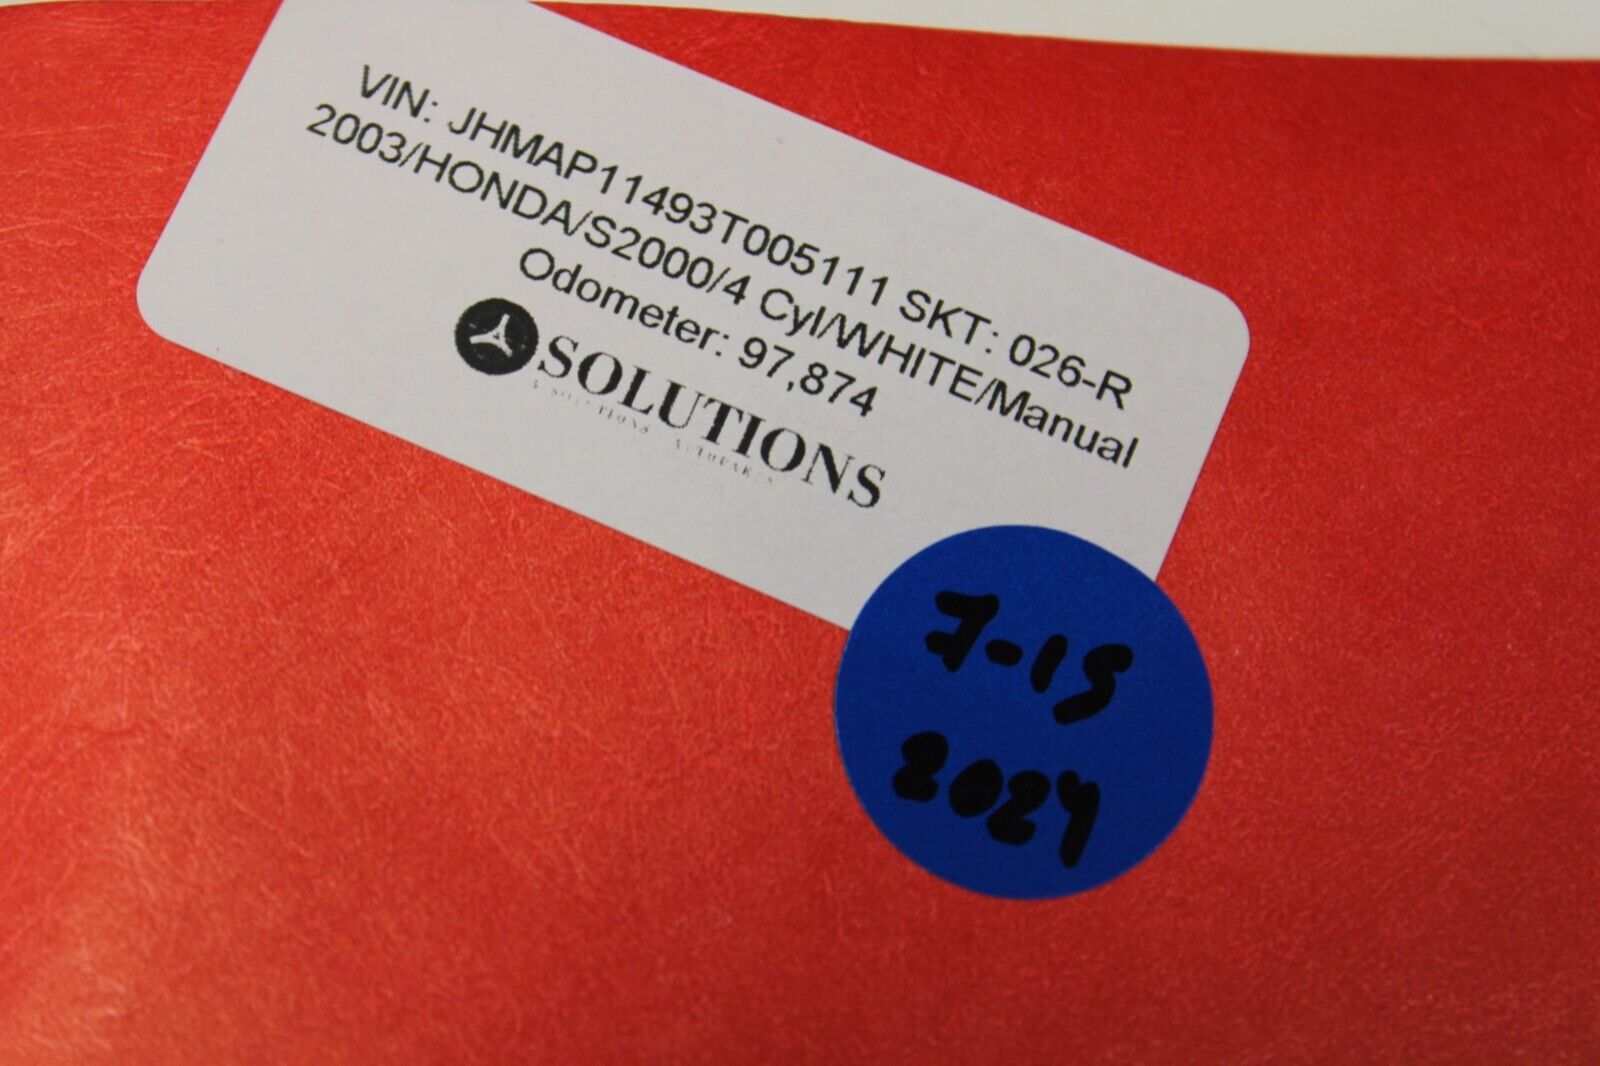 VIN: JHMAP11493T005111 SKT: 026-R
2003/HONDA/S2000/4 Cyl/WHITE/Manual
Odometer: 97,874
SOLUTIONS
7-15
2024